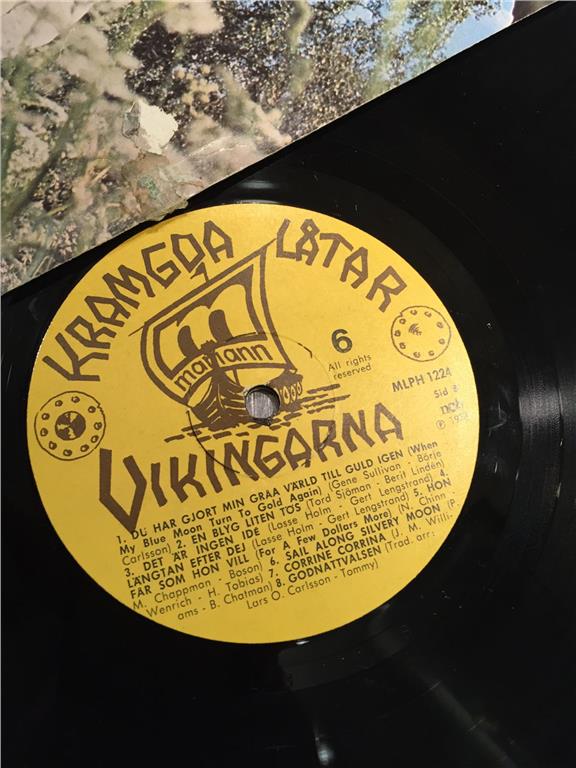 KRAMGOA LÅTAR
mariann
6
All rights
reserved
MLPH 1224
Sid
ncb
VIKINGARNA
1. DU HAR GJORT MIN GRAA VÄRLD TILL GULD IGEN (When
My Blue Moon Turn To Gold Again) (Gene Sullivan - Börje
Carlsson) 2. EN BLYG LITEN TÖS (Tord Sjöman - Beril Lindén)
3. DET ÄR INGEN IDÉ (Lasse Holm - Gert Lengstrand) 4.
LÄNGTAN EFTER DEJ (Lasse Holm - Gert Lengstrand) 5. HON
FÅR SOM HON VILL (For A Few Dollars More) (N. Chinn -
M. Chappman - Boson) 6. SAIL ALONG SILVERY MOON (P.
Wenrich - H. Tobias) 7. CORRINE CORRINA (J. M. Willi-
ams - B. Chatman) 8. GODNATTVALSEN (Trad. arr:
Lars O. Carlsson - Tommy)